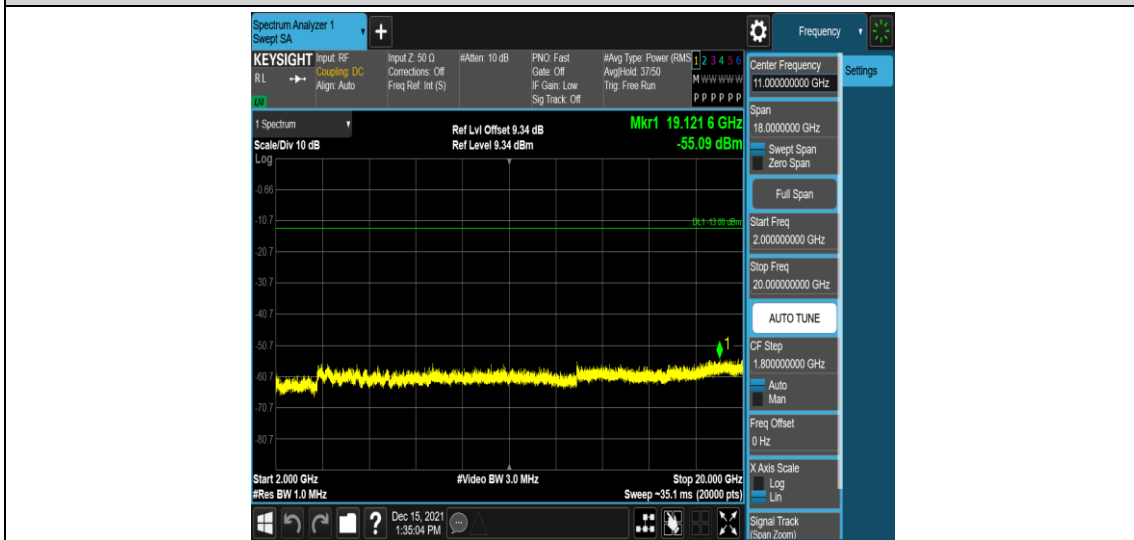 Spectrum Analyzer 1
Swept SA
+
Frequency
KEYSIGHT
RL
Input: RF
Coupling: DC
Align: Auto
Input Z: 50 Ω
Corrections: Off
Freq Ref: Int (S)
#Atten: 10 dB
PNO: Fast
Gate: Off
IF Gain: Low
Sig Track: Off
#Avg Type: Power (RMS
Avg|Hold: 37/50
Trig: Free Run
1 2 3 4 5 6
M W W W W W
P P P P P P
Center Frequency
11.000000000 GHz
Settings
Span
18.0000000 GHz
Swept Span
Zero Span
Full Span
Start Freq
2.000000000 GHz
Stop Freq
20.000000000 GHz
AUTO TUNE
CF Step
1.800000000 GHz
Auto
Man
Freq Offset
0 Hz
X Axis Scale
Log
Lin
Signal Track
(Span Zoom)
1 Spectrum
Scale/Div 10 dB
Ref Lvl Offset 9.34 dB
Ref Level 9.34 dBm
Mkr1 19.121 6 GHz
-55.09 dBm
Log
-0.66
-10.7
DL1 -13.00 dBm
-20.7
-30.7
-40.7
-50.7
1
-60.7
-70.7
-80.7
Start 2.000 GHz
#Video BW 3.0 MHz
Stop 20.000 GHz
#Res BW 1.0 MHz
Sweep ~35.1 ms (20000 pts)
?
Dec 15, 2021
1:35:04 PM